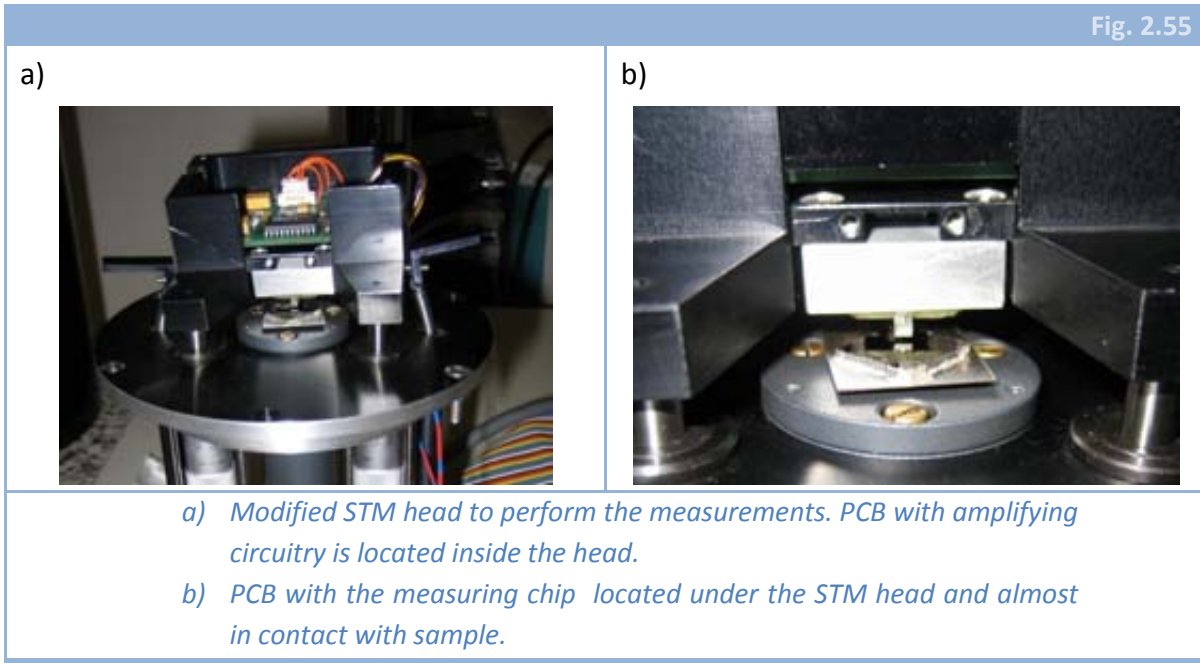 Fig. 2.55
a)
b)
a) Modified STM head to perform the measurements. PCB with amplifying
circuitry is located inside the head.
b) PCB with the measuring chip located under the STM head and almost
in contact with sample.